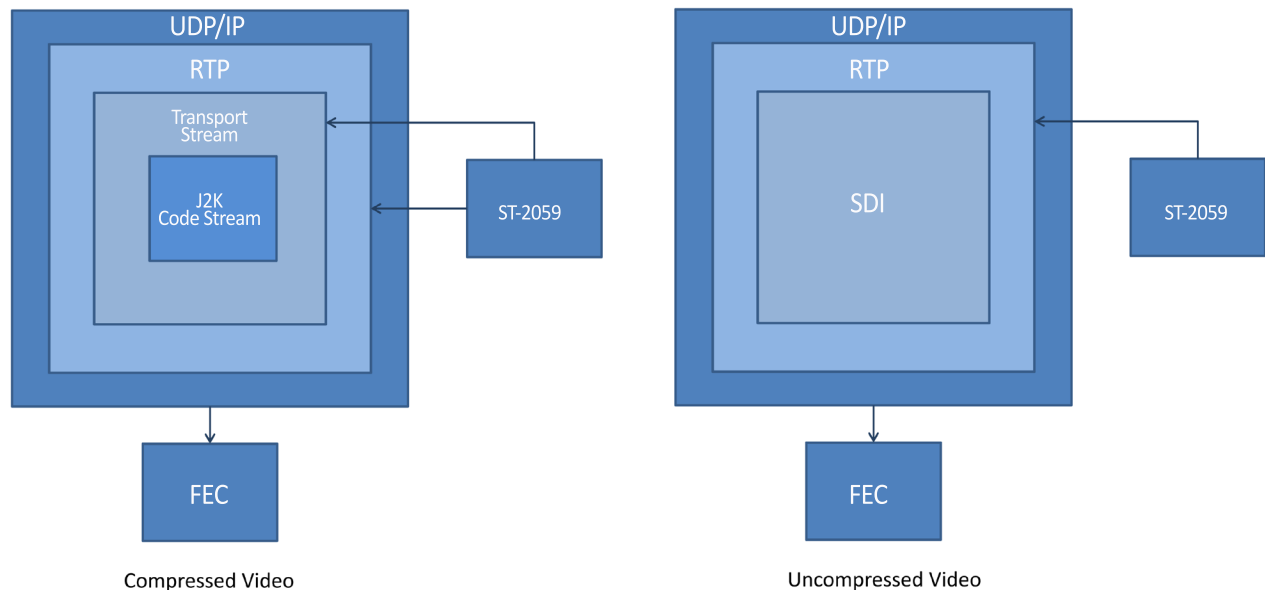 UDP/IP
RTP
Transport
Stream
J2K
Code Stream
ST-2059
FEC
Compressed Video
UDP/IP
RTP
SDI
ST-2059
FEC
Uncompressed Video